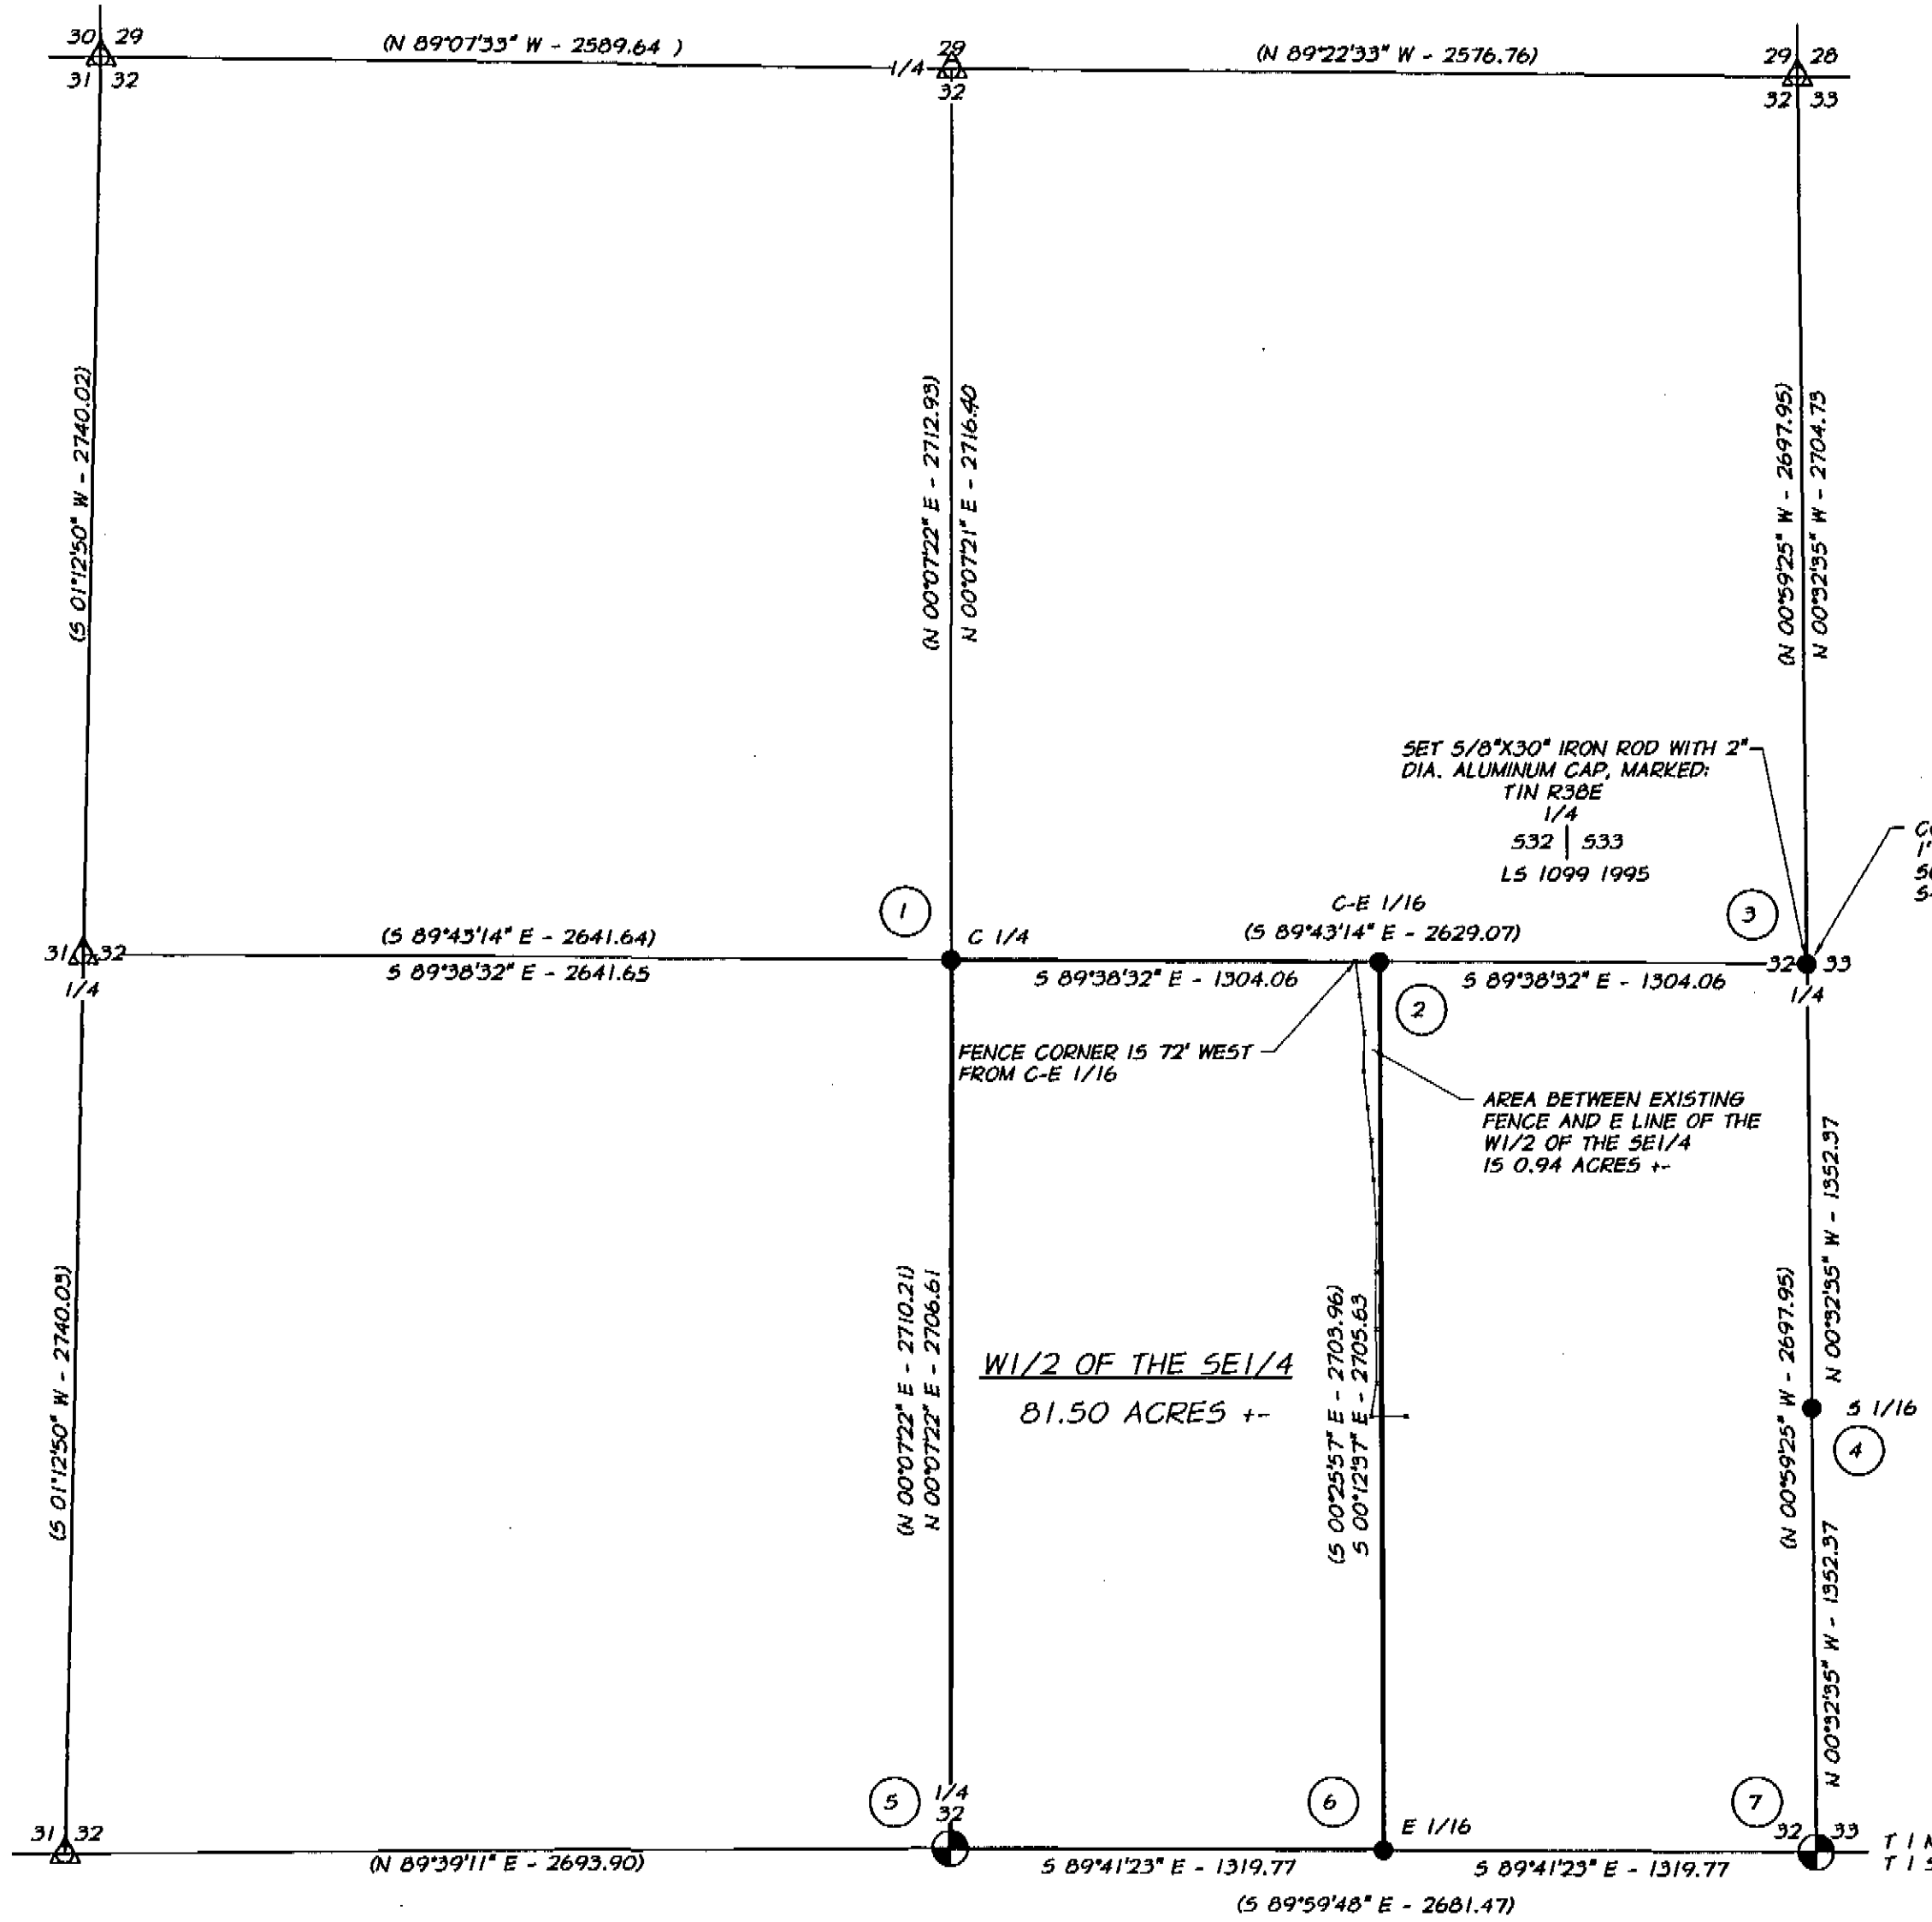 30 29
31 32
(N 89°07'33" W - 2589.64 )
1/4
29
32
(N 89°22'33" W - 2576.76)
29 28
32 33
(S 01°12'50" W - 2740.02)
(N 00°07'22" E - 2712.93)
N 00°07'21" E - 2716.40
(N 00°59'25" W - 2697.95)
N 00°32'35" W - 2704.73
SET 5/8"X30" IRON ROD WITH 2"
DIA. ALUMINUM CAP, MARKED:
T1N R38E
1/4
S32 | S33
LS 1099 1995
1
C 1/4
C-E 1/16
(S 89°43'14" E - 2629.07)
3
31 32
1/4
(S 89°43'14" E - 2641.64)
S 89°38'32" E - 2641.65
S 89°38'32" E - 1304.06
S 89°38'32" E - 1304.06
32 33
1/4
2
FENCE CORNER IS 72' WEST
FROM C-E 1/16
AREA BETWEEN EXISTING
FENCE AND E LINE OF THE
W1/2 OF THE SE1/4
IS 0.94 ACRES +-
(S 01°12'50" W - 2740.03)
(N 00°07'22" E - 2710.21)
N 00°07'22" E - 2706.61
W1/2 OF THE SE1/4
81.50 ACRES +-
(S 00°25'57" E - 2703.96)
S 00°12'37" E - 2705.63
N 00°32'35" W - 1352.37
(N 00°59'25" W - 2697.95)
S 1/16
4
N 00°32'35" W - 1352.37
5
1/4
32
6
E 1/16
7
31 32
32 33
T 1
T 1
(N 89°39'11" E - 2693.90)
S 89°41'23" E - 1319.77
S 89°41'23" E - 1319.77
(S 89°59'48" E - 2681.47)